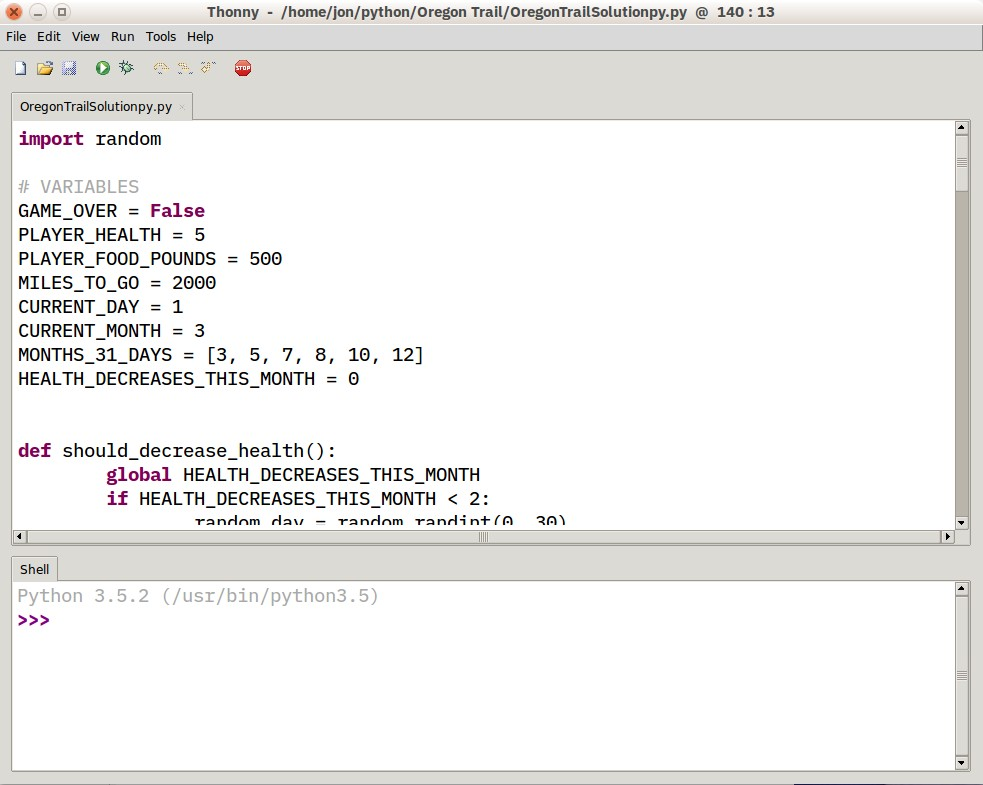 Thonny - /home/jon/python/Oregon Trail/OregonTrailSolutionpy.py @ 140 : 13
File Edit View Run Tools Help
STOP
OregonTrailSolutionpy.py ×
import random
# VARIABLES
GAME_OVER = False
PLAYER_HEALTH = 5
PLAYER_FOOD_POUNDS = 500
MILES_TO_GO = 2000
CURRENT_DAY = 1
CURRENT_MONTH = 3
MONTHS_31_DAYS = [3, 5, 7, 8, 10, 12]
HEALTH_DECREASES_THIS_MONTH = 0
def should_decrease_health():
global HEALTH_DECREASES_THIS_MONTH
if HEALTH_DECREASES_THIS_MONTH < 2:
random_day = random.randint(0, 30)
Shell
Python 3.5.2 (/usr/bin/python3.5)
>>>